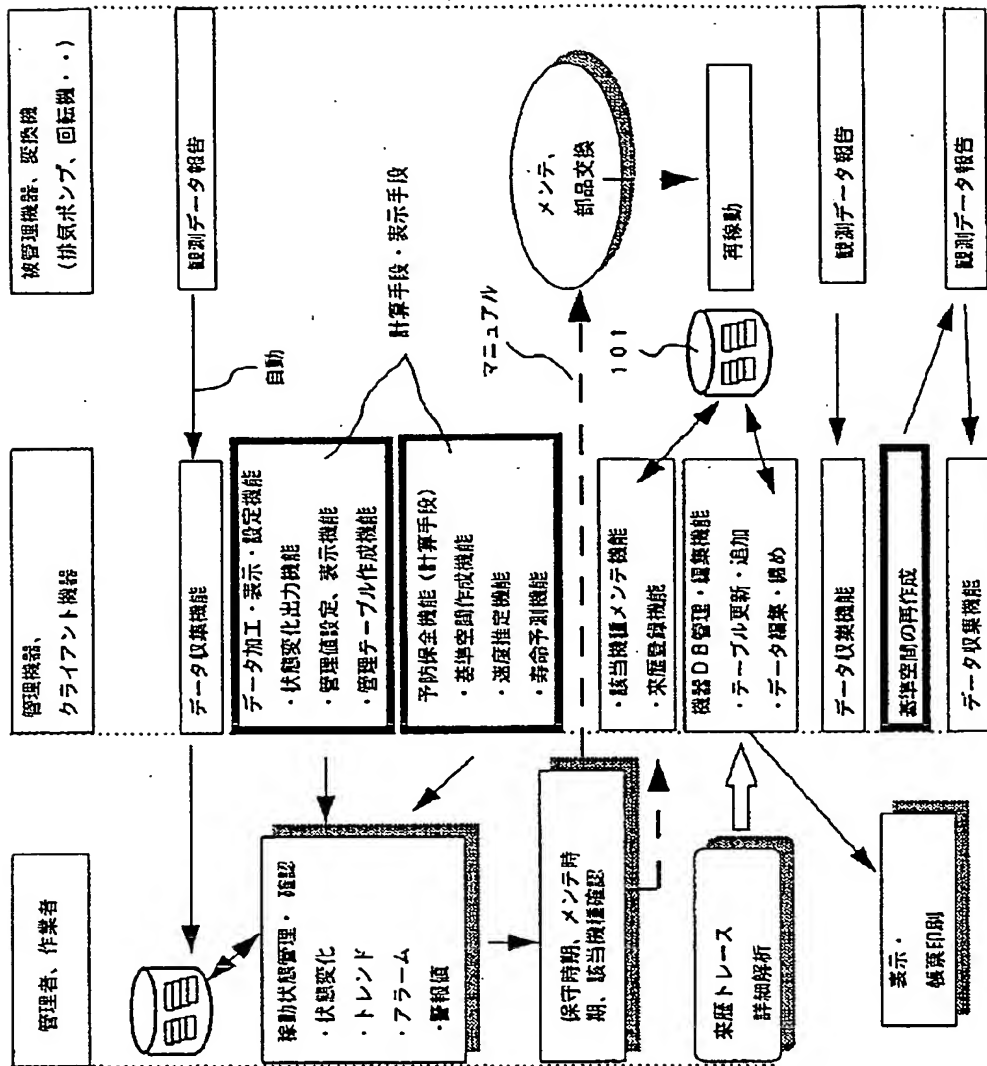 管理者、作業者
稼動状態管理・確認
・状態変化
・トレンド
・アラーム
・警報値
保守時期、メンテ時
期、該当機種確認
来歴トレース
詳細解析
表示・
帳票印刷
管理機器、
クライアント機器
データ収集機能
データ加工・表示・設定機能
・状態変化出力機能
・管理値設定、表示機能
・管理テーブル作成機能
予防保全機能(計算手段)
・基準空間作成機能
・速度推定機能
・寿命予測機能
・該当機種メンテ機能
・来歴登録機能
機器DB管理・編集機能
・テーブル更新・追加
・データ編集・纏め
データ収集機能
基準空間の再作成
データ収集機能
自動
計算手段・表示手段
マニュアル
101
被管理機器、変換機
(排気ポンプ、回転機・・)
観測データ報告
メンテ、
部品交換
再稼動
観測データ報告
観測データ報告